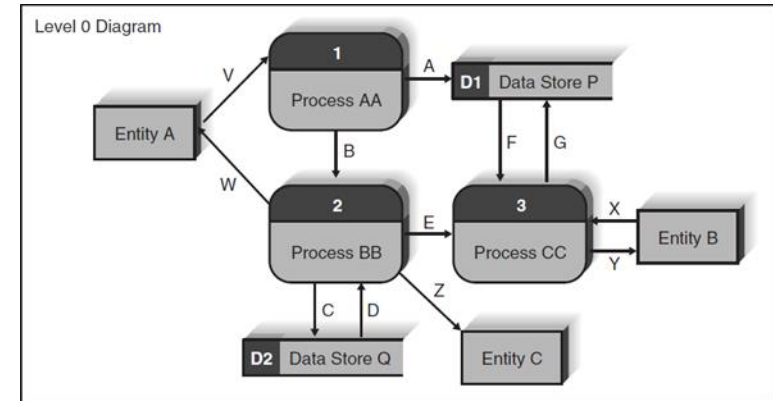 Level 0 Diagram
1
V
A
D1 Data Store P
Process AA
Entity A
B
F
G
W
2
3
E
X
Process BB
Process CC
Entity B
Y
C
D
Z
D2 Data Store Q
Entity C